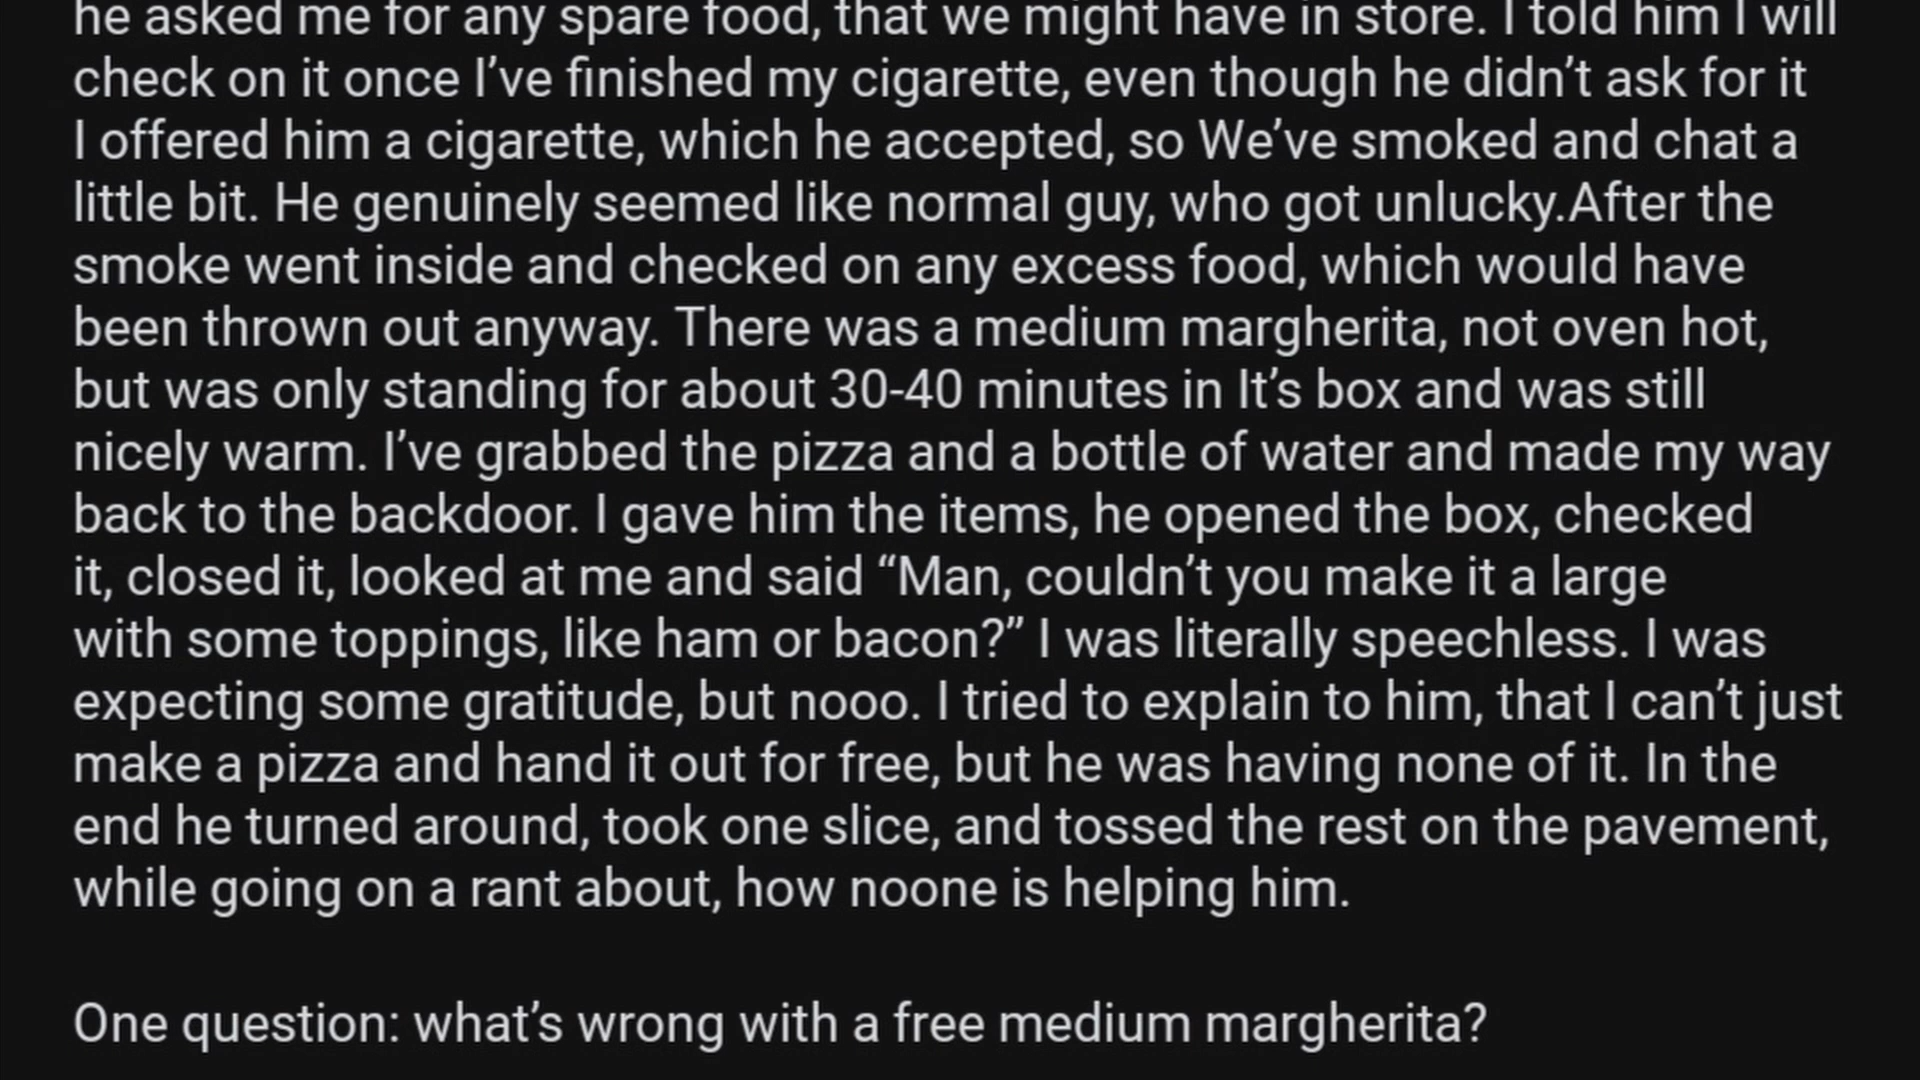 he asked me for any spare food, that we might have in store. I told him I will
check on it once I’ve finished my cigarette, even though he didn’t ask for it
I offered him a cigarette, which he accepted, so We’ve smoked and chat a
little bit. He genuinely seemed like normal guy, who got unlucky.After the
smoke went inside and checked on any excess food, which would have
been thrown out anyway. There was a medium margherita, not oven hot,
but was only standing for about 30-40 minutes in It’s box and was still
nicely warm. I’ve grabbed the pizza and a bottle of water and made my way
back to the backdoor. I gave him the items, he opened the box, checked
it, closed it, looked at me and said “Man, couldn’t you make it a large
with some toppings, like ham or bacon?” I was literally speechless. I was
expecting some gratitude, but nooo. I tried to explain to him, that I can’t just
make a pizza and hand it out for free, but he was having none of it. In the
end he turned around, took one slice, and tossed the rest on the pavement,
while going on a rant about, how noone is helping him.
One question: what’s wrong with a free medium margherita?